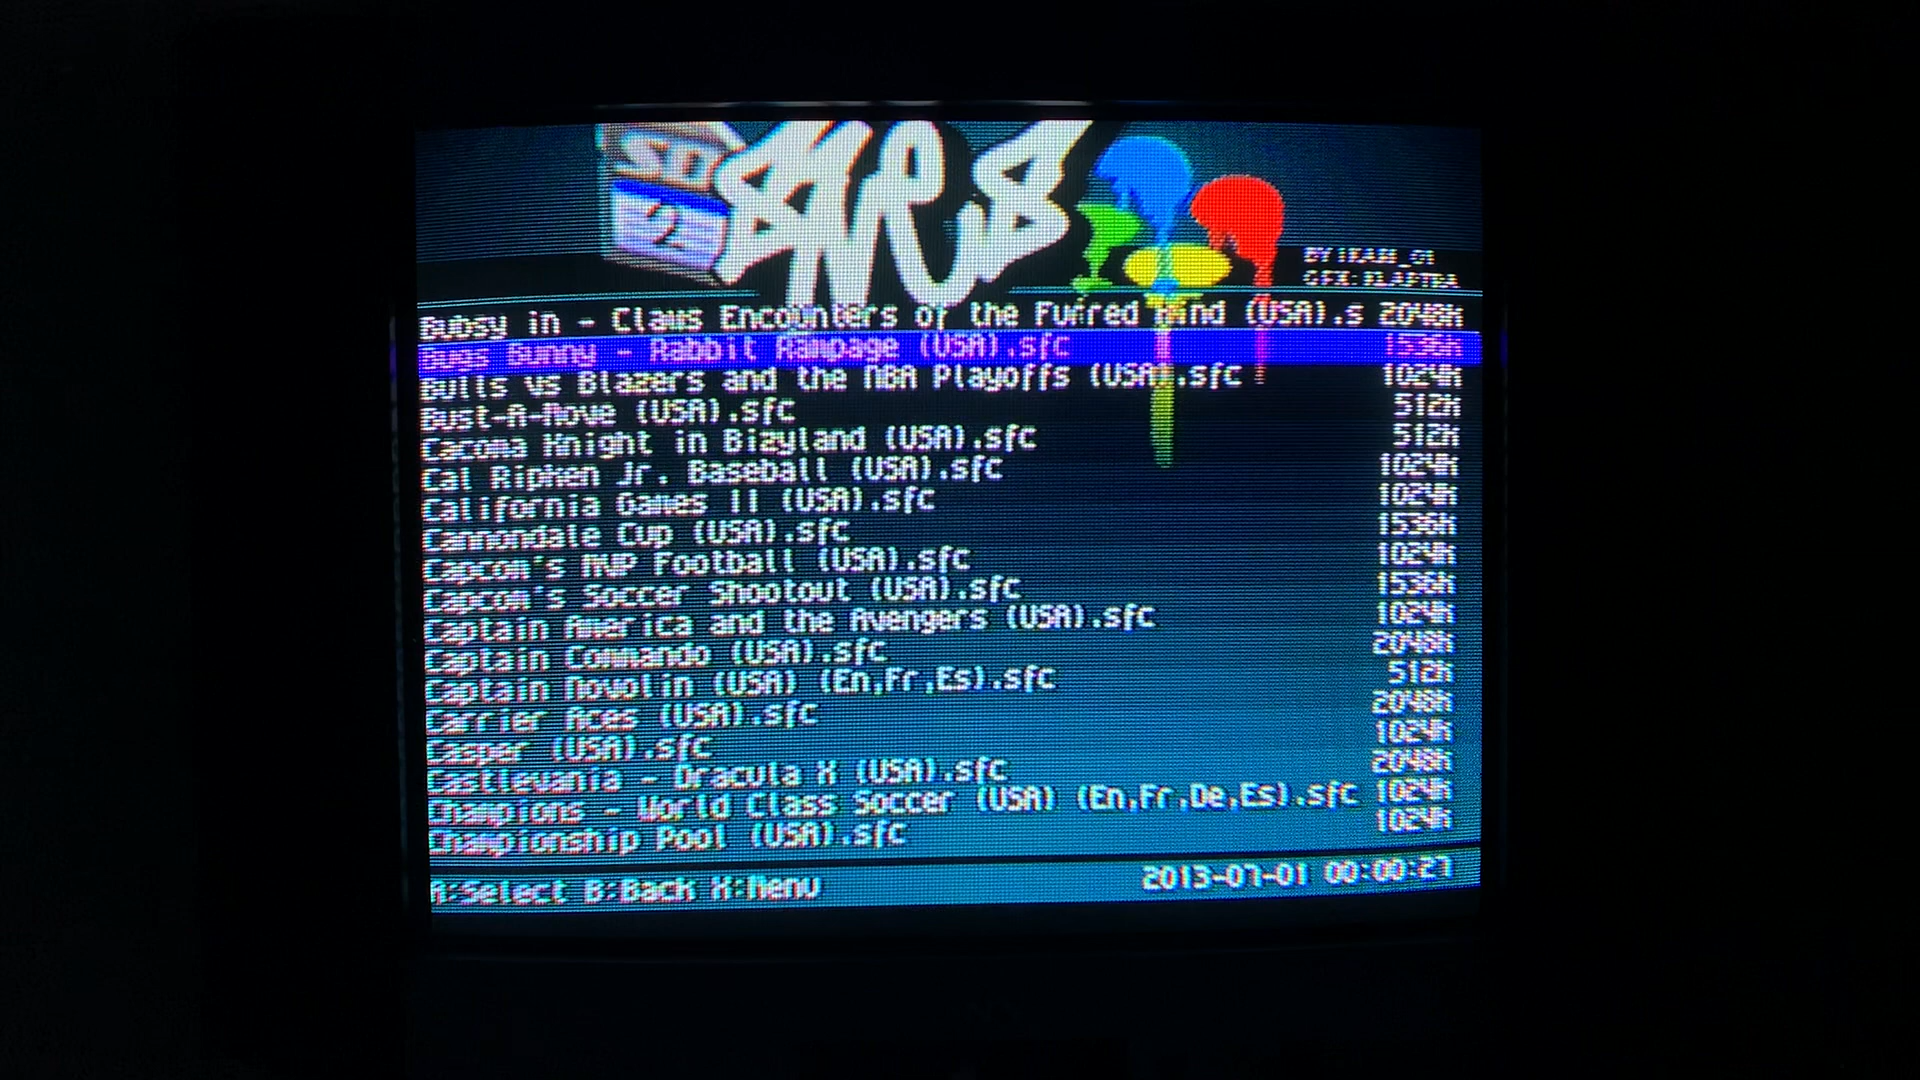 SD
2
SNES
BY IKARI_01
GFX: ELAFTRA
Bubsy in - Claws Encounters of the Furred Kind (USA).s 2048k
Bugs Bunny - Rabbit Rampage (USA).sfc 1536k
Bulls vs Blazers and the NBA Playoffs (USA).sfc 1024k
Bust-A-Move (USA).sfc 512k
Cacoma Knight in Bizyland (USA).sfc 512k
Cal Ripken Jr. Baseball (USA).sfc 1024k
California Games II (USA).sfc 1024k
Cannondale Cup (USA).sfc 1536k
Capcom's MVP Football (USA).sfc 1024k
Capcom's Soccer Shootout (USA).sfc 1536k
Captain America and the Avengers (USA).sfc 1024k
Captain Commando (USA).sfc 2048k
Captain Novolin (USA) (En,Fr,Es).sfc 512k
Carrier Aces (USA).sfc 2048k
Casper (USA).sfc 1024k
Castlevania - Dracula X (USA).sfc 2048k
Champions - World Class Soccer (USA) (En,Fr,De,Es).sfc 1024k
Championship Pool (USA).sfc 1024k
A:Select B:Back X:Menu 2013-07-01 00:00:27